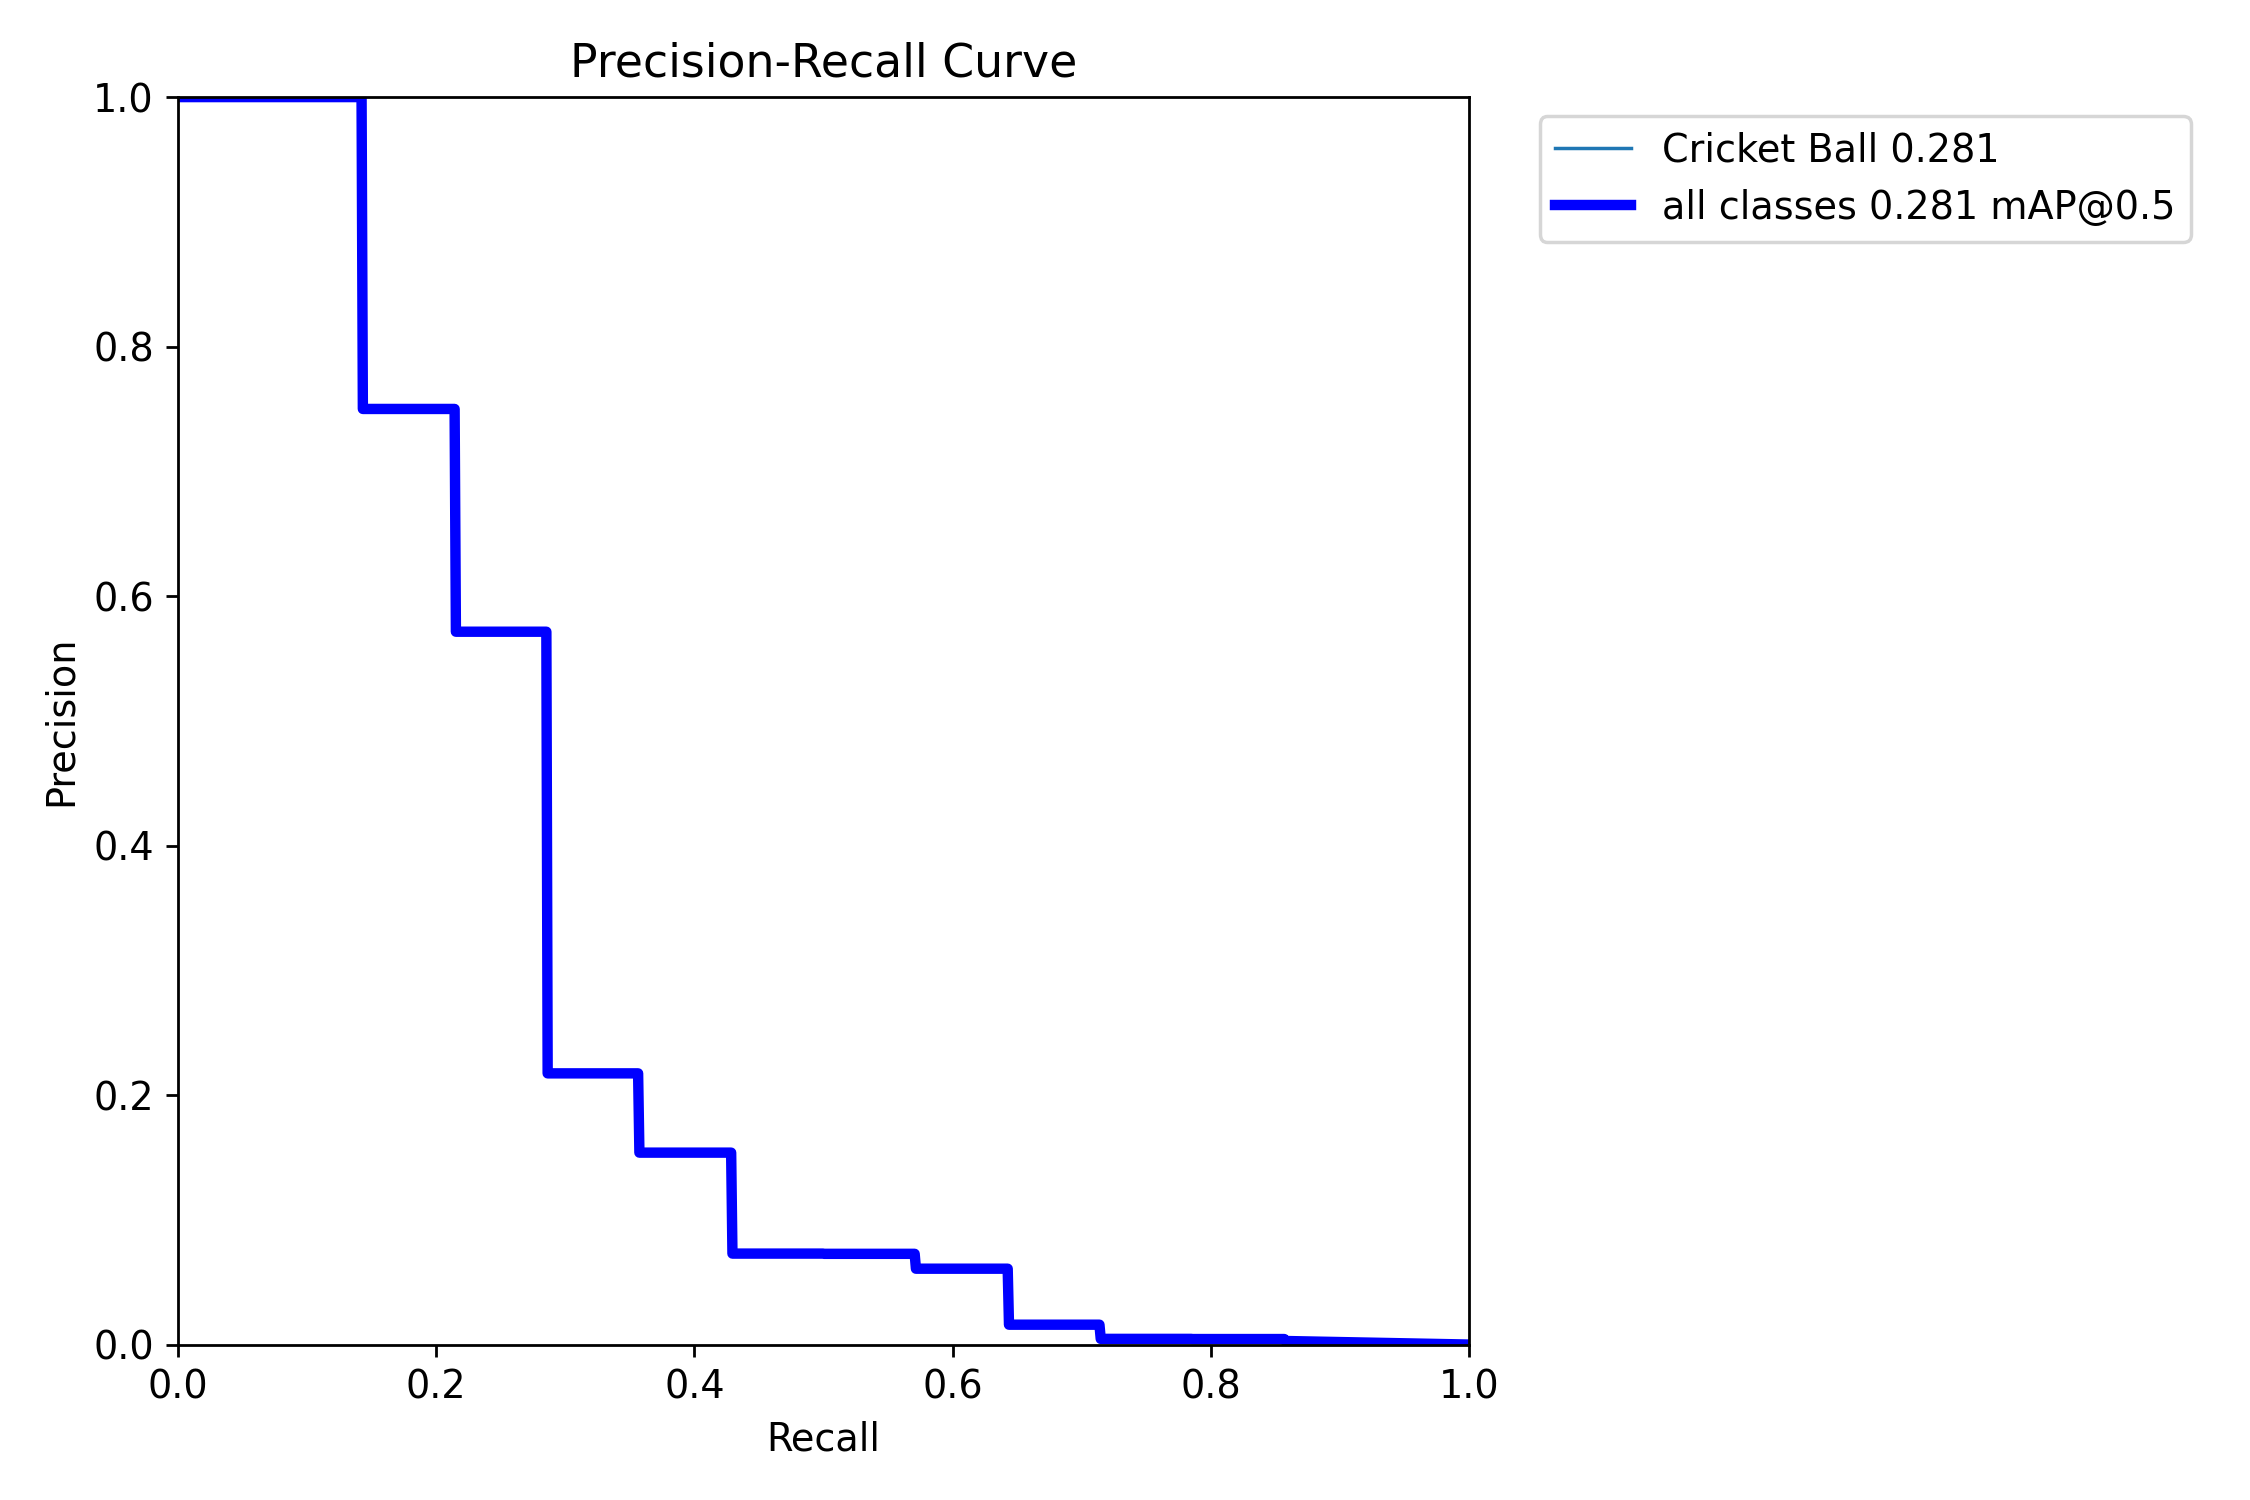 Precision-Recall Curve
1.0
0.8
0.6
0.4
0.2
0.0
Precision
0.0 0.2 0.4 0.6 0.8 1.0
Recall
Cricket Ball 0.281
all classes 0.281 mAP@0.5